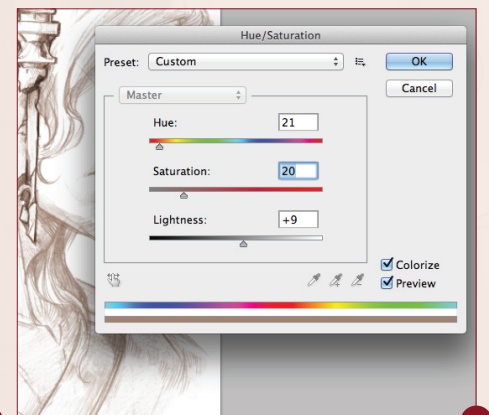 Hue/Saturation
Preset: Custom
OK
Cancel
Master
Hue: 21
Saturation: 20
Lightness: +9
Colorize
Preview